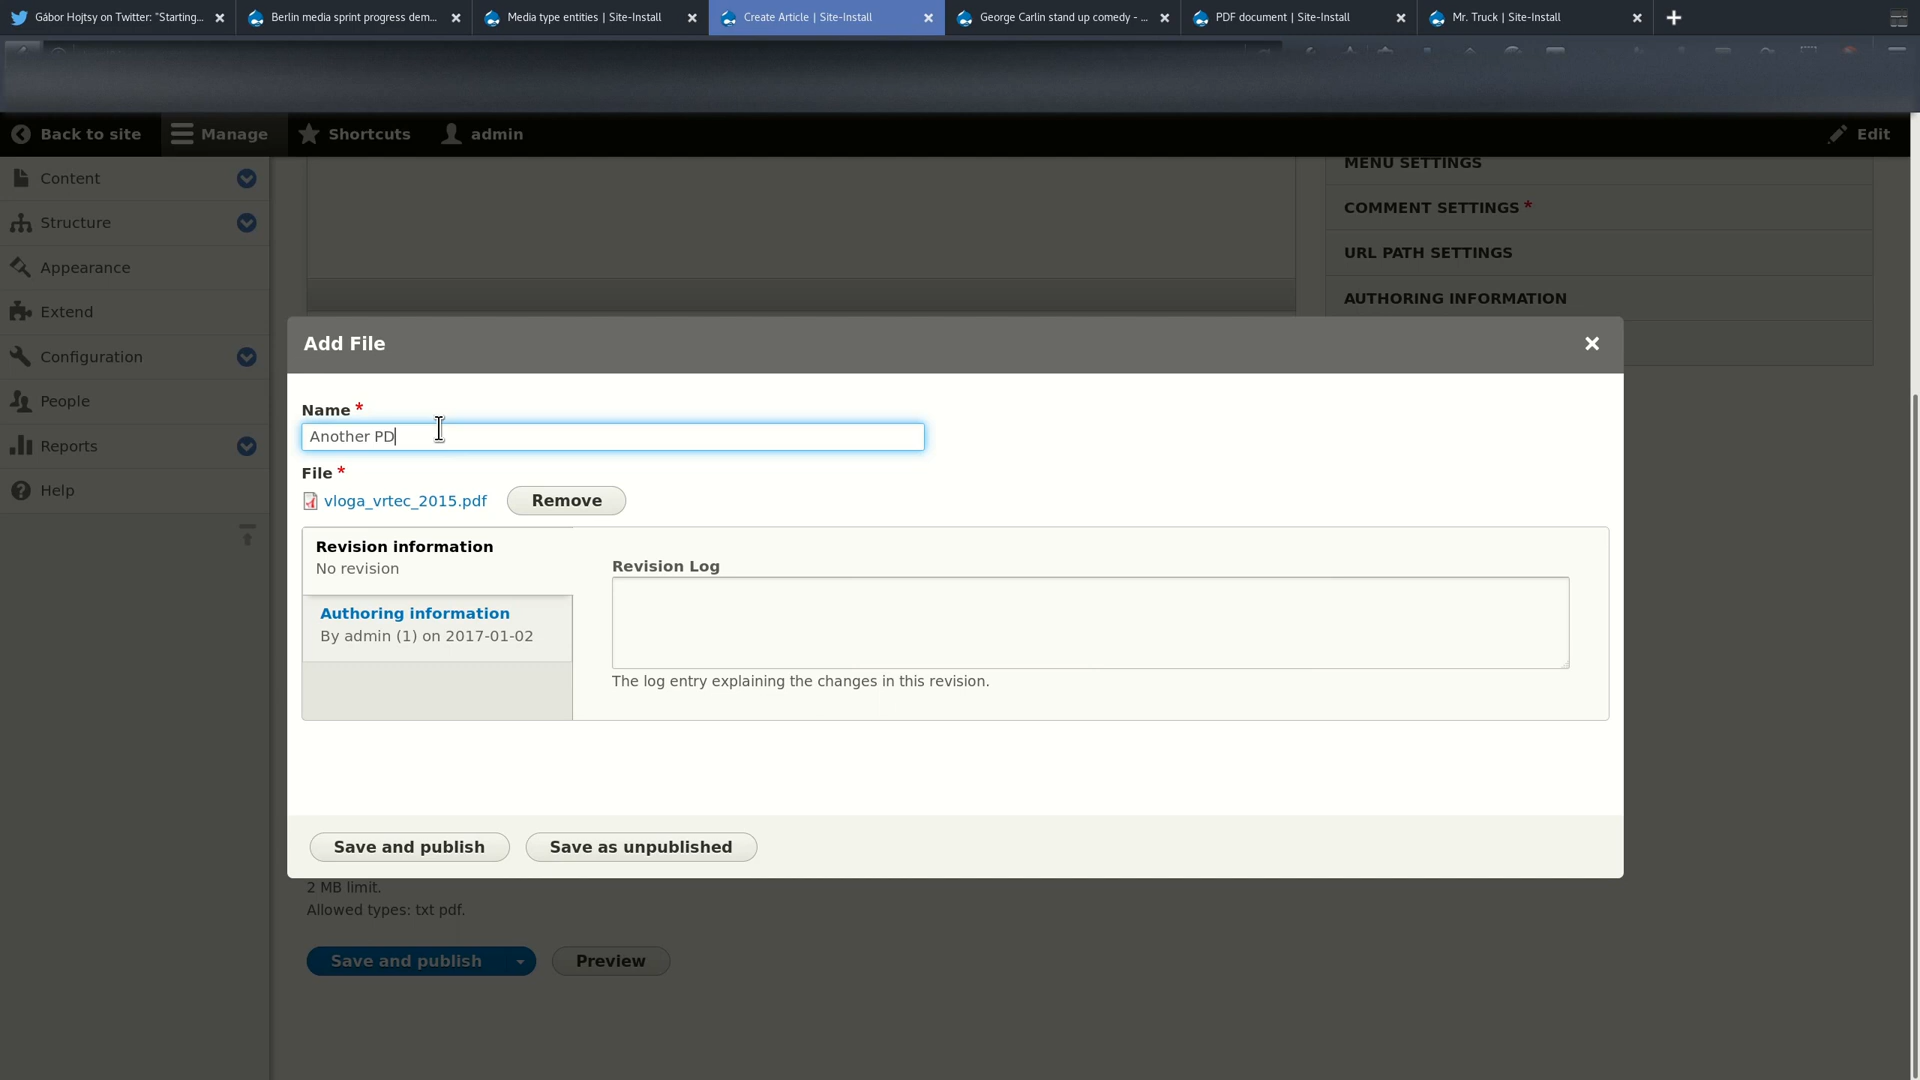 Gábor Hojtsy on Twitter: "Starting...
Berlin media sprint progress dem...
Media type entities | Site-Install
Create Article | Site-Install
George Carlin stand up comedy - ...
PDF document | Site-Install
Mr. Truck | Site-Install
Back to site
Manage
Shortcuts
admin
Edit
Content
Structure
Appearance
Extend
Configuration
People
Reports
Help
MENU SETTINGS
COMMENT SETTINGS *
URL PATH SETTINGS
AUTHORING INFORMATION
Add File
Name *
Another PD
File *
vloga_vrtec_2015.pdf
Remove
Revision information
No revision
Authoring information
By admin (1) on 2017-01-02
Revision Log
The log entry explaining the changes in this revision.
Save and publish
Save as unpublished
2 MB limit.
Allowed types: txt pdf.
Save and publish
Preview